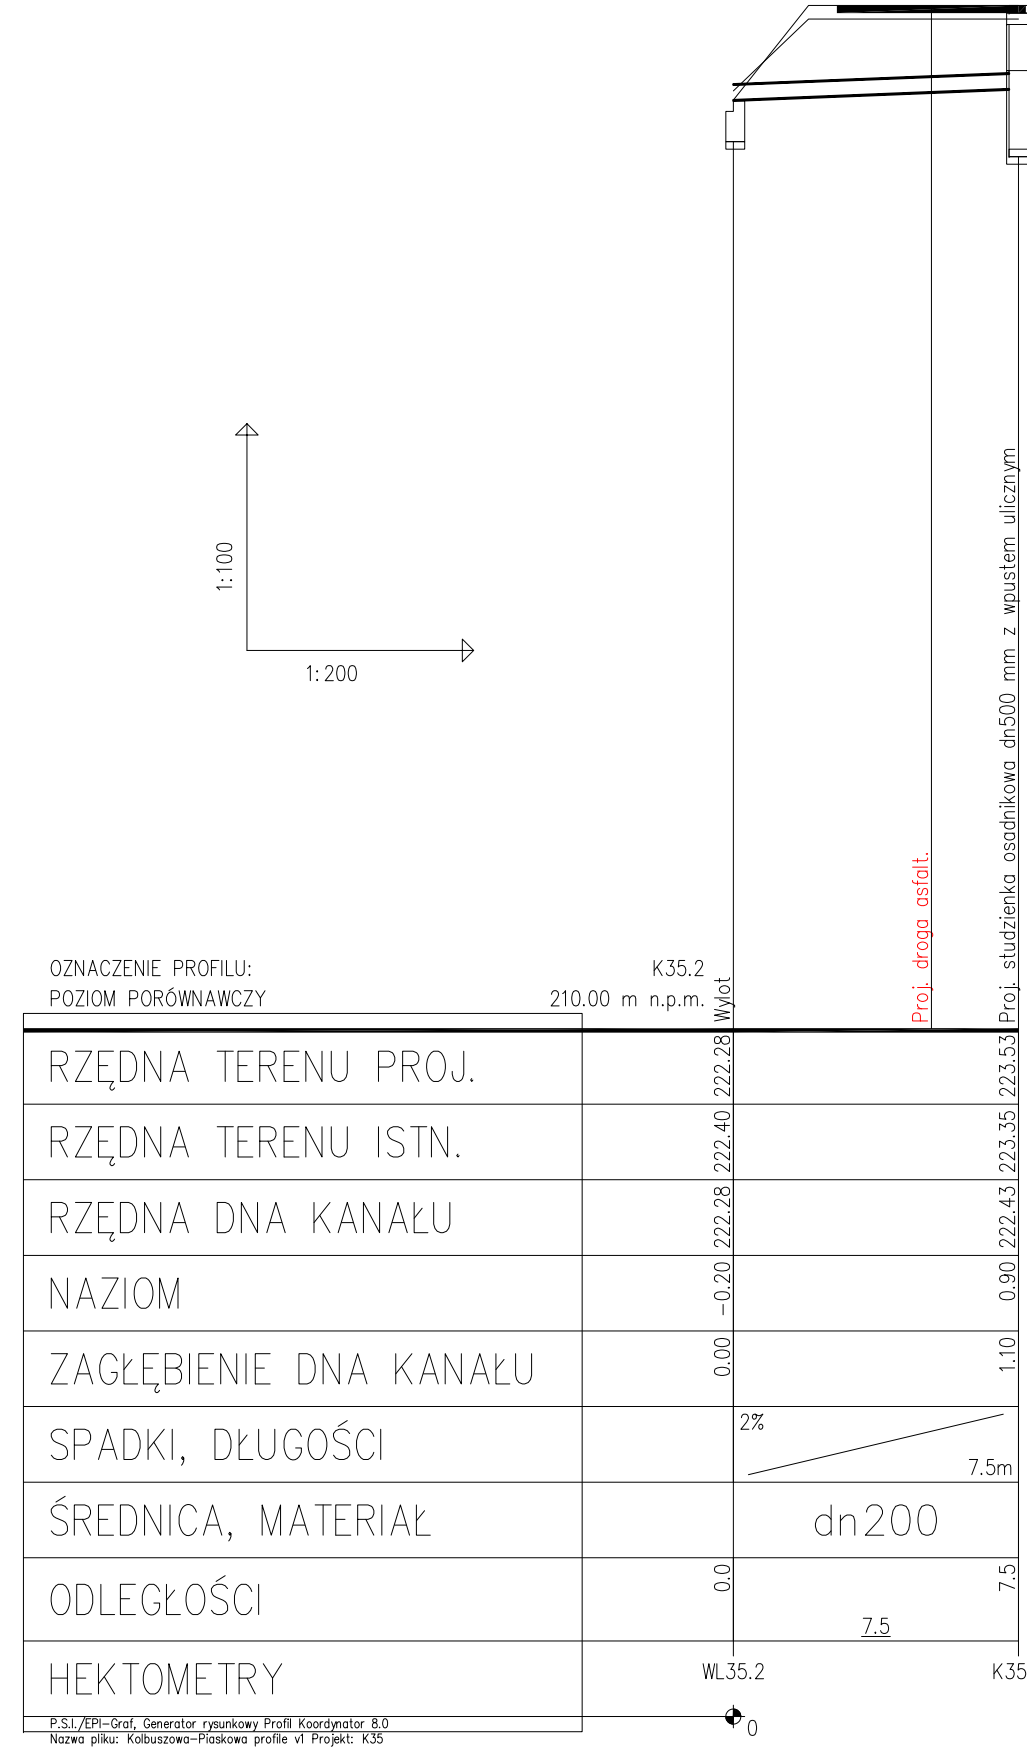 1:100
1:200
Proj. studzienka osadnikowa dn500 mm z wpustem ulicznym
Proj. droga asfalt.
Wylot
OZNACZENIE PROFILU: K35.2
POZIOM PORÓWNAWCZY 210.00 m n.p.m.
RZĘDNA TERENU PROJ. 222.28 223.53
RZĘDNA TERENU ISTN. 222.40 223.35
RZĘDNA DNA KANAŁU 222.28 222.43
NAZIOM -0.20 0.90
ZAGŁĘBIENIE DNA KANAŁU 0.00 1.10
SPADKI, DŁUGOŚCI 2% 7.5m
ŚREDNICA, MATERIAŁ dn200
ODLEGŁOŚCI 0.0 7.5 7.5
HEKTOMETRY WL35.2 K35
0
P.S.I./EPI-Graf, Generator rysunkowy Profil Koordynator 8.0
Nazwa pliku: Kolbuszowa-Piaskowa profile v1 Projekt: K35